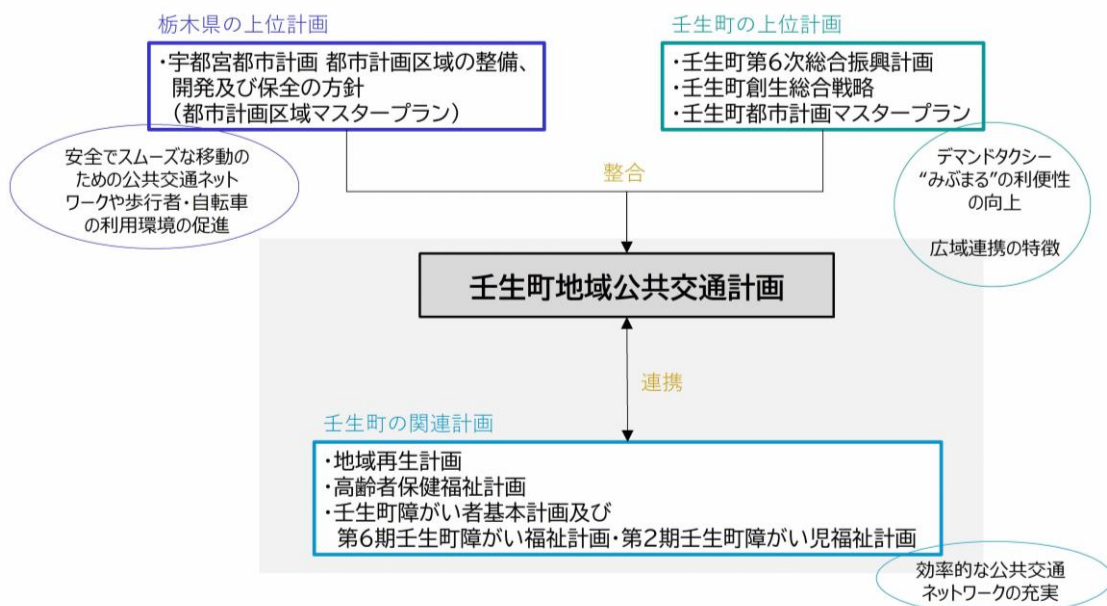 栃木県の上位計画
・宇都宮都市計画 都市計画区域の整備、
開発及び保全の方針
（都市計画区域マスタープラン）
壬生町の上位計画
・壬生町第6次総合振興計画
・壬生町創生総合戦略
・壬生町都市計画マスタープラン
安全でスムーズな移動の
ための公共交通ネット
ワークや歩行者・自転車
の利用環境の促進
整合
デマンドタクシー
“みぶまる”の利便性
の向上
広域連携の特徴
壬生町地域公共交通計画
連携
壬生町の関連計画
・地域再生計画
・高齢者保健福祉計画
・壬生町障がい者基本計画及び
第6期壬生町障がい福祉計画・第2期壬生町障がい児福祉計画
効率的な公共交通
ネットワークの充実